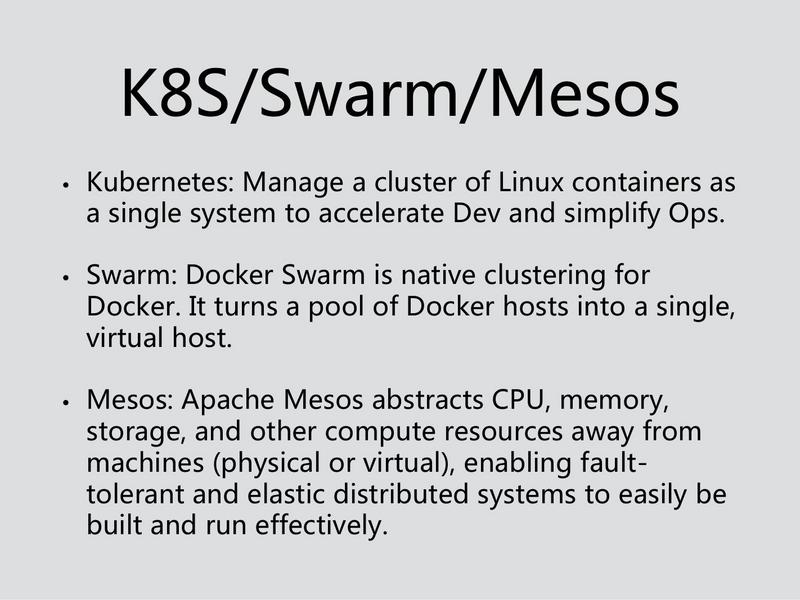 K8S/Swarm/Mesos
• Kubernetes: Manage a cluster of Linux containers as
a single system to accelerate Dev and simplify Ops.
• Swarm: Docker Swarm is native clustering for
Docker. It turns a pool of Docker hosts into a single,
virtual host.
• Mesos: Apache Mesos abstracts CPU, memory,
storage, and other compute resources away from
machines (physical or virtual), enabling fault-
tolerant and elastic distributed systems to easily be
built and run effectively.